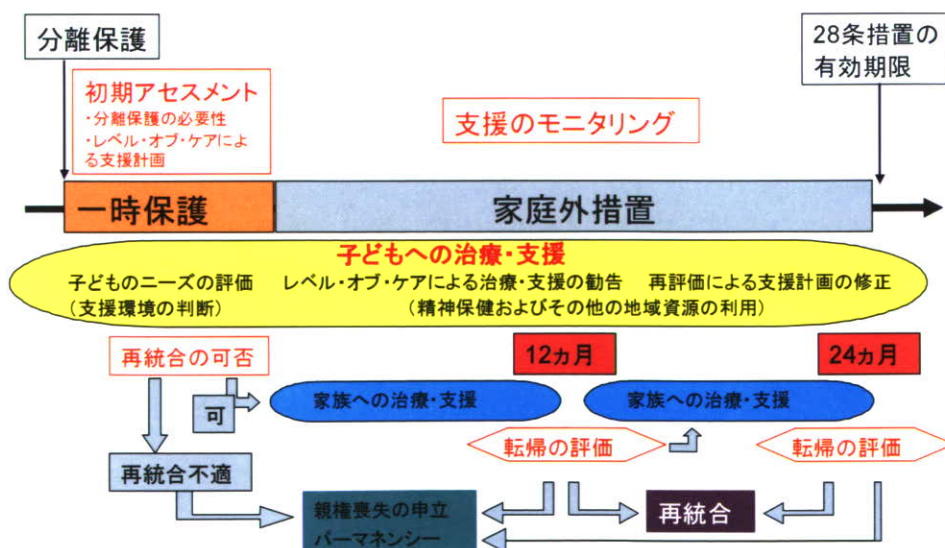 分離保護
28条措置の
有効期限
初期アセスメント
・分離保護の必要性
・レベル・オブ・ケアによ
る支援計画
支援のモニタリング
一時保護
家庭外措置
子どもへの治療・支援
子どものニーズの評価 レベル・オブ・ケアによる治療・支援の勧告 再評価による支援計画の修正
(支援環境の判断) (精神保健およびその他の地域資源の利用)
再統合の可否
12ヵ月
24ヵ月
可
家族への治療・支援
家族への治療・支援
転帰の評価
転帰の評価
再統合不適
親権喪失の申立
パーマネンシー
再統合